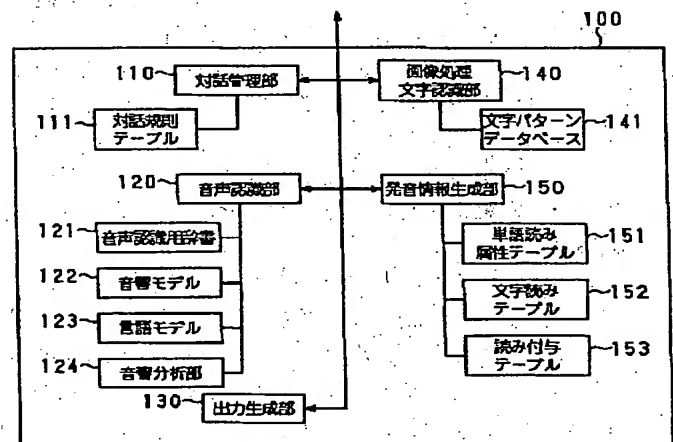 100
110
対話管理部
画像処理
文字認識部
140
111
対話規則
テーブル
文字パターン
データベース
141
120
音声認識部
発音情報生成部
150
121
音声認識用辞書
単語読み
属性テーブル
151
122
音響モデル
文字読み
テーブル
152
123
言語モデル
読み付与
テーブル
153
124
音響分析部
130
出力生成部